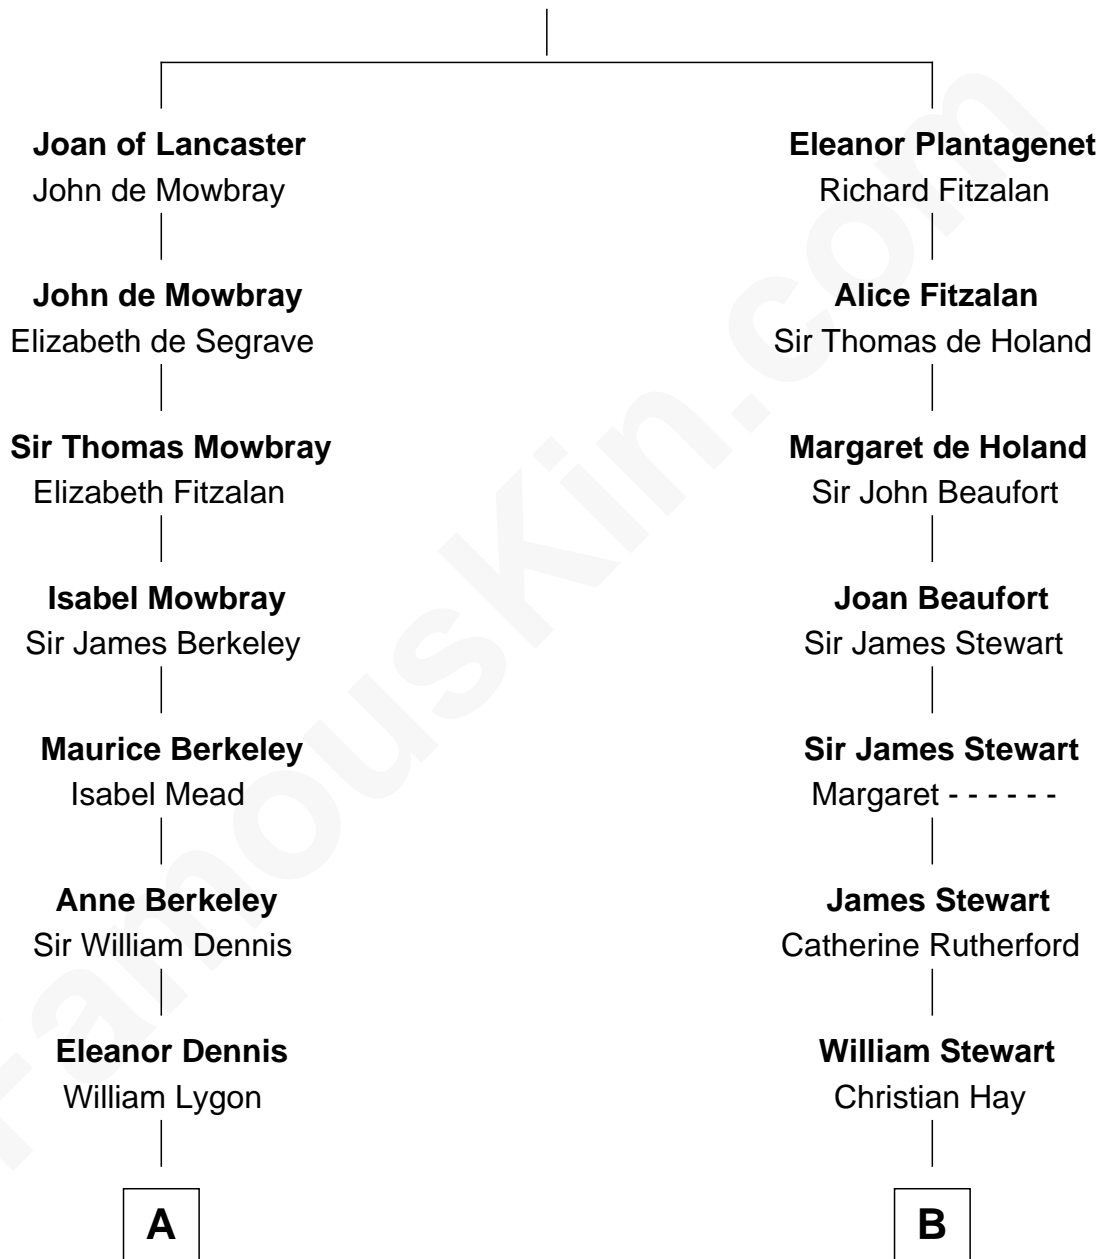 Joan of Lancaster
John de Mowbray
John de Mowbray
Elizabeth de Segrave
Sir Thomas Mowbray
Elizabeth Fitzalan
Isabel Mowbray
Sir James Berkeley
Maurice Berkeley
Isabel Mead
Anne Berkeley
Sir William Dennis
Eleanor Dennis
William Lygon
A
Eleanor Plantagenet
Richard Fitzalan
Alice Fitzalan
Sir Thomas de Holand
Margaret de Holand
Sir John Beaufort
Joan Beaufort
Sir James Stewart
Sir James Stewart
Margaret - - - - - -
James Stewart
Catherine Rutherford
William Stewart
Christian Hay
B
FamousKin.com